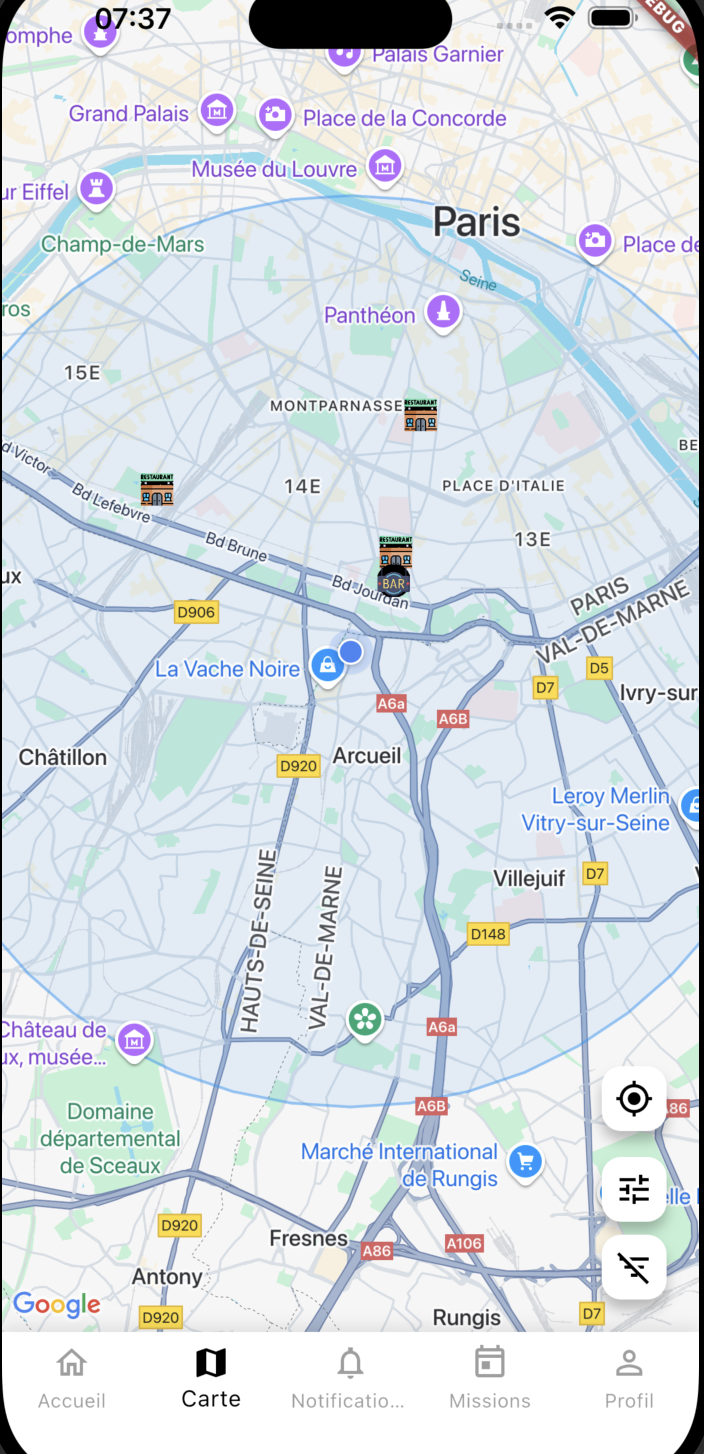 07:37
EBUG
omphe
Palais Garnier
Grand Palais
Place de la Concorde
Musée du Louvre
ur Eiffel
Paris
Champ-de-Mars
Place de
Seine
ros
Panthéon
15E
MONTPARNASSE
RESTAURANT
BE
d Victor
RESTAURANT
14E
PLACE D'ITALIE
Bd Lefebvre
Bd Brune
RESTAURANT
13E
ux
Bd Jourdan
BAR
PARIS
VAL-DE-MARNE
D906
La Vache Noire
D5
D7
Ivry-sur
A6a
A6B
Châtillon
Arcueil
D920
Leroy Merlin
Vitry-sur-Seine
Villejuif
D7
V
D148
HAUTS-DE-SEINE
VAL-DE-MARNE
Château de
ux, musée...
A6a
A6B
A86
Domaine
départemental
de Sceaux
Marché International
de Rungis
elle
D920
Fresnes
A86
A106
Antony
Google
D920
Rungis
D7
Accueil
Carte
Notificatio...
Missions
Profil